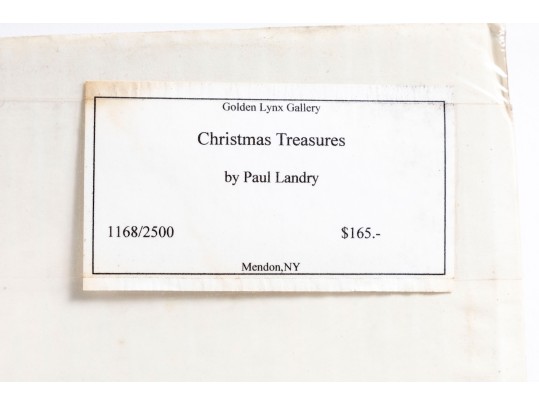 Golden Lynx Gallery
Christmas Treasures
by Paul Landry
1168/2500 $165.-
Mendon,NY